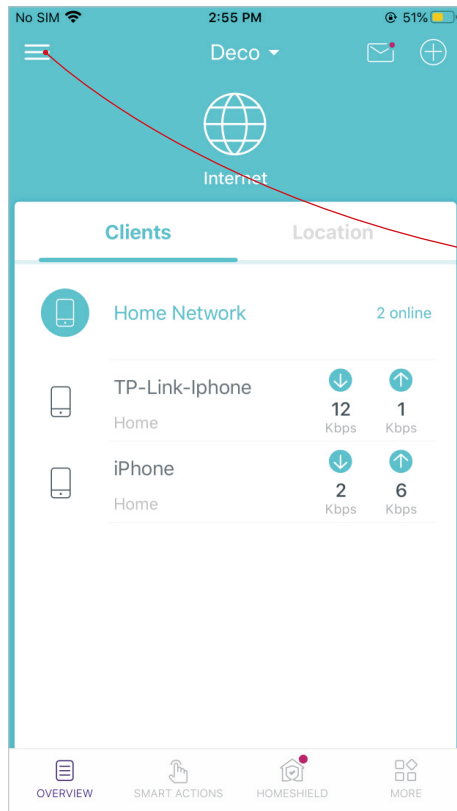 No SIM 2:55 PM 51%
Deco
Internet
Clients Location
Home Network 2 online
TP-Link-Iphone
Home 12 Kbps 1 Kbps
iPhone
Home 2 Kbps 6 Kbps
OVERVIEW SMART ACTIONS HOMESHIELD MORE